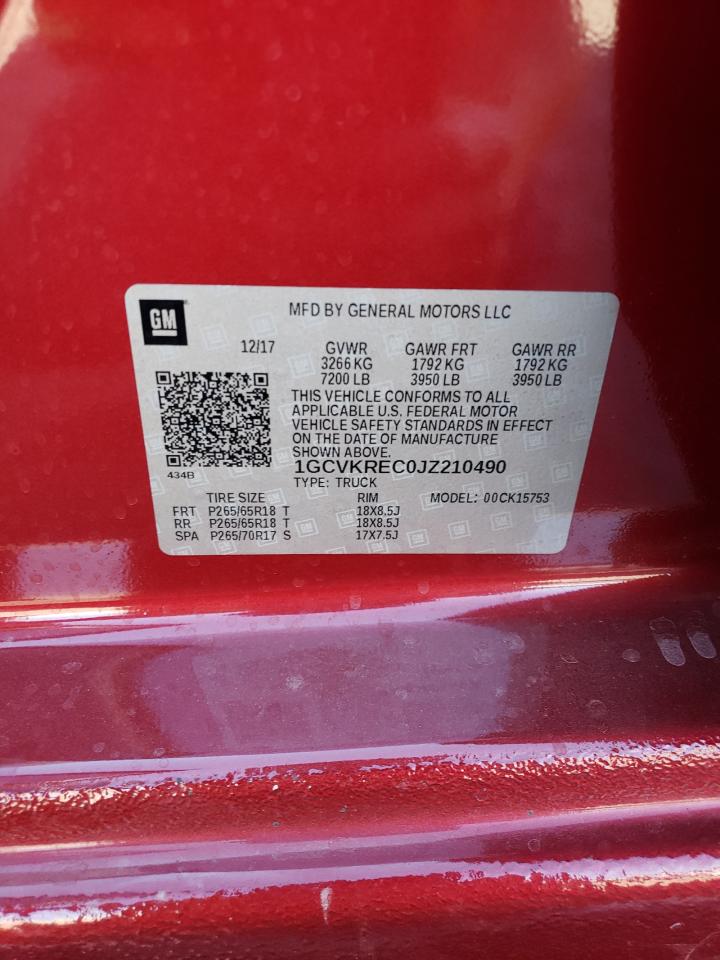 GM
MFD BY GENERAL MOTORS LLC
12/17 GVWR GAWR FRT GAWR RR
3266 KG 1792 KG 1792 KG
7200 LB 3950 LB 3950 LB
THIS VEHICLE CONFORMS TO ALL
APPLICABLE U.S. FEDERAL MOTOR
VEHICLE SAFETY STANDARDS IN EFFECT
ON THE DATE OF MANUFACTURE
SHOWN ABOVE.
434B
1GCVKREC0JZ210490
TYPE: TRUCK
TIRE SIZE RIM MODEL: 00CK15753
FRT P265/65R18 T 18X8.5J
RR P265/65R18 T 18X8.5J
SPA P265/70R17 S 17X7.5J